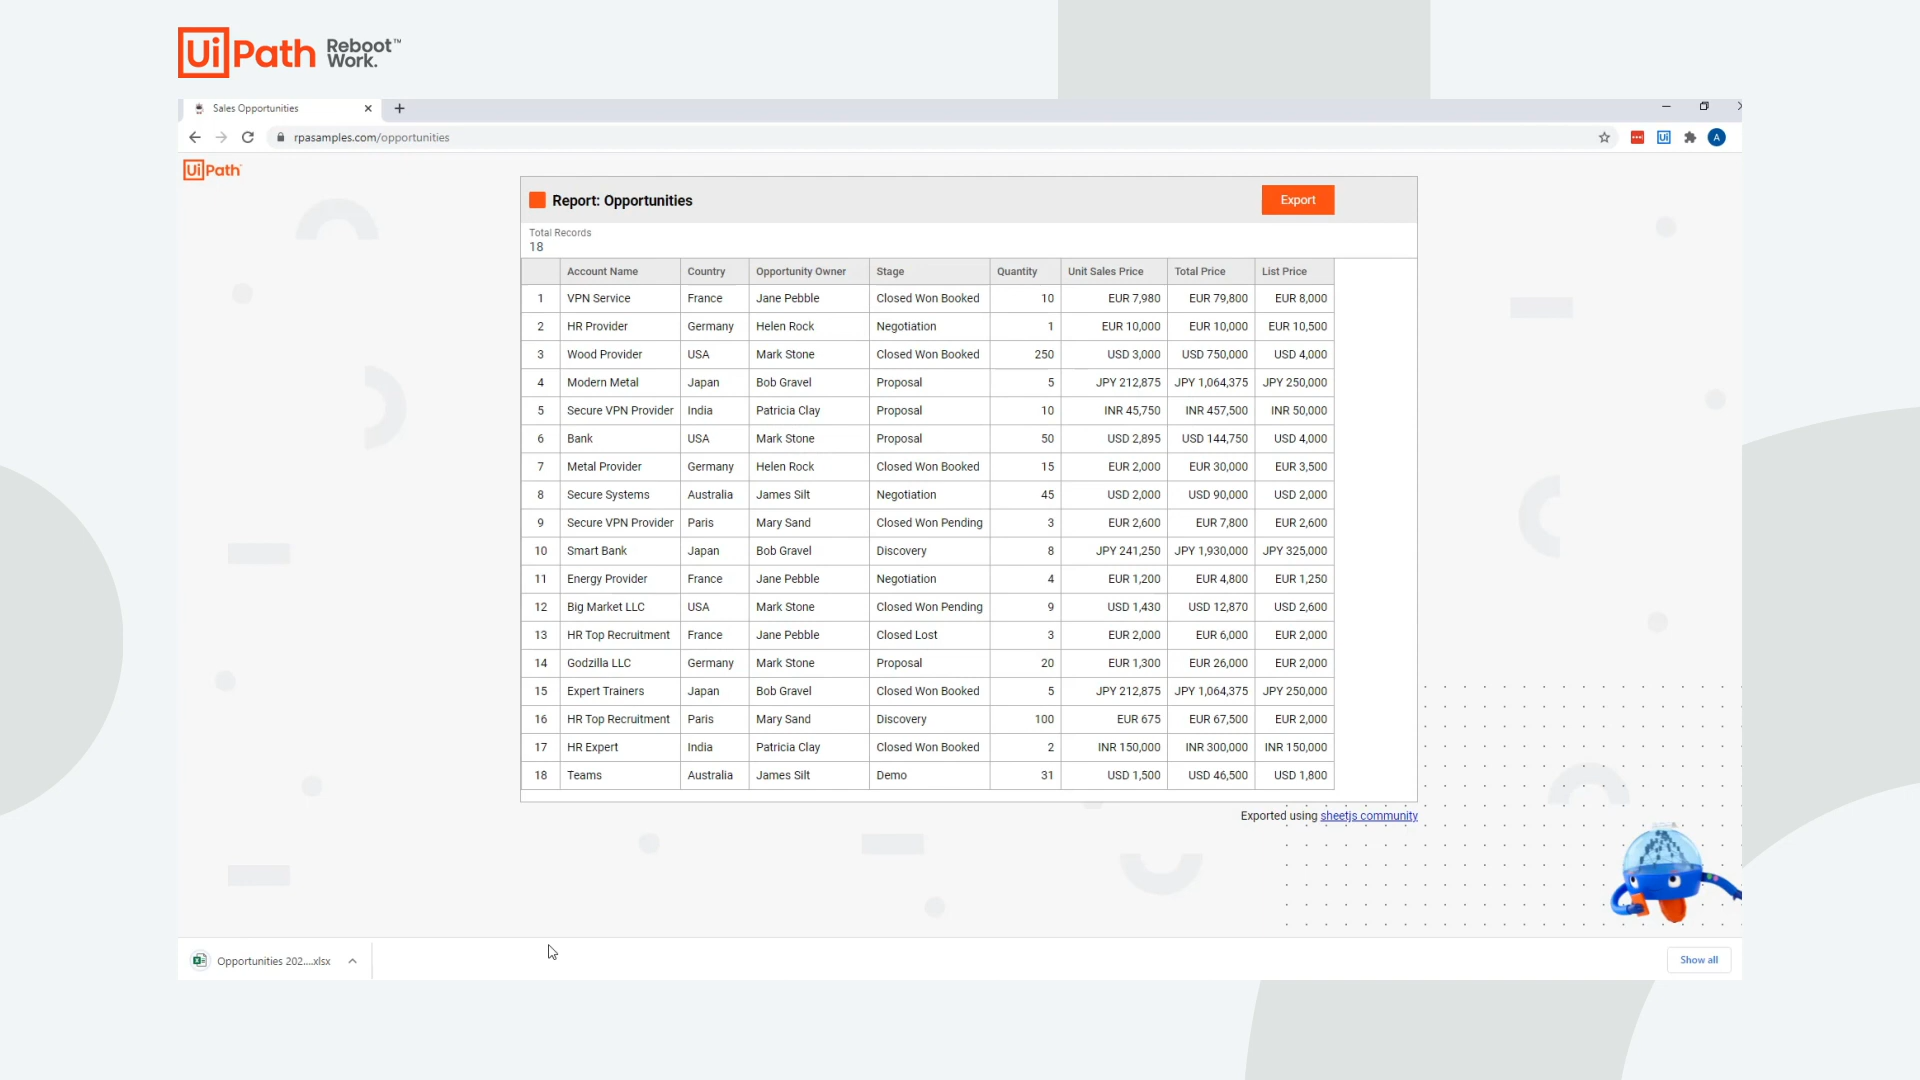 UiPath Reboot Work.™
Sales Opportunities
rpasamples.com/opportunities
Ui
A
UiPath
Report: Opportunities
Export
Total Records
18
Account Name Country Opportunity Owner Stage Quantity Unit Sales Price Total Price List Price
1 VPN Service France Jane Pebble Closed Won Booked 10 EUR 7,980 EUR 79,800 EUR 8,000
2 HR Provider Germany Helen Rock Negotiation 1 EUR 10,000 EUR 10,000 EUR 10,500
3 Wood Provider USA Mark Stone Closed Won Booked 250 USD 3,000 USD 750,000 USD 4,000
4 Modern Metal Japan Bob Gravel Proposal 5 JPY 212,875 JPY 1,064,375 JPY 250,000
5 Secure VPN Provider India Patricia Clay Proposal 10 INR 45,750 INR 457,500 INR 50,000
6 Bank USA Mark Stone Proposal 50 USD 2,895 USD 144,750 USD 4,000
7 Metal Provider Germany Helen Rock Closed Won Booked 15 EUR 2,000 EUR 30,000 EUR 3,500
8 Secure Systems Australia James Silt Negotiation 45 USD 2,000 USD 90,000 USD 2,000
9 Secure VPN Provider Paris Mary Sand Closed Won Pending 3 EUR 2,600 EUR 7,800 EUR 2,600
10 Smart Bank Japan Bob Gravel Discovery 8 JPY 241,250 JPY 1,930,000 JPY 325,000
11 Energy Provider France Jane Pebble Negotiation 4 EUR 1,200 EUR 4,800 EUR 1,250
12 Big Market LLC USA Mark Stone Closed Won Pending 9 USD 1,430 USD 12,870 USD 2,600
13 HR Top Recruitment France Jane Pebble Closed Lost 3 EUR 2,000 EUR 6,000 EUR 2,000
14 Godzilla LLC Germany Mark Stone Proposal 20 EUR 1,300 EUR 26,000 EUR 2,000
15 Expert Trainers Japan Bob Gravel Closed Won Booked 5 JPY 212,875 JPY 1,064,375 JPY 250,000
16 HR Top Recruitment Paris Mary Sand Discovery 100 EUR 675 EUR 67,500 EUR 2,000
17 HR Expert India Patricia Clay Closed Won Booked 2 INR 150,000 INR 300,000 INR 150,000
18 Teams Australia James Silt Demo 31 USD 1,500 USD 46,500 USD 1,800
Exported using sheetjs community
Opportunities 202....xlsx
Show all